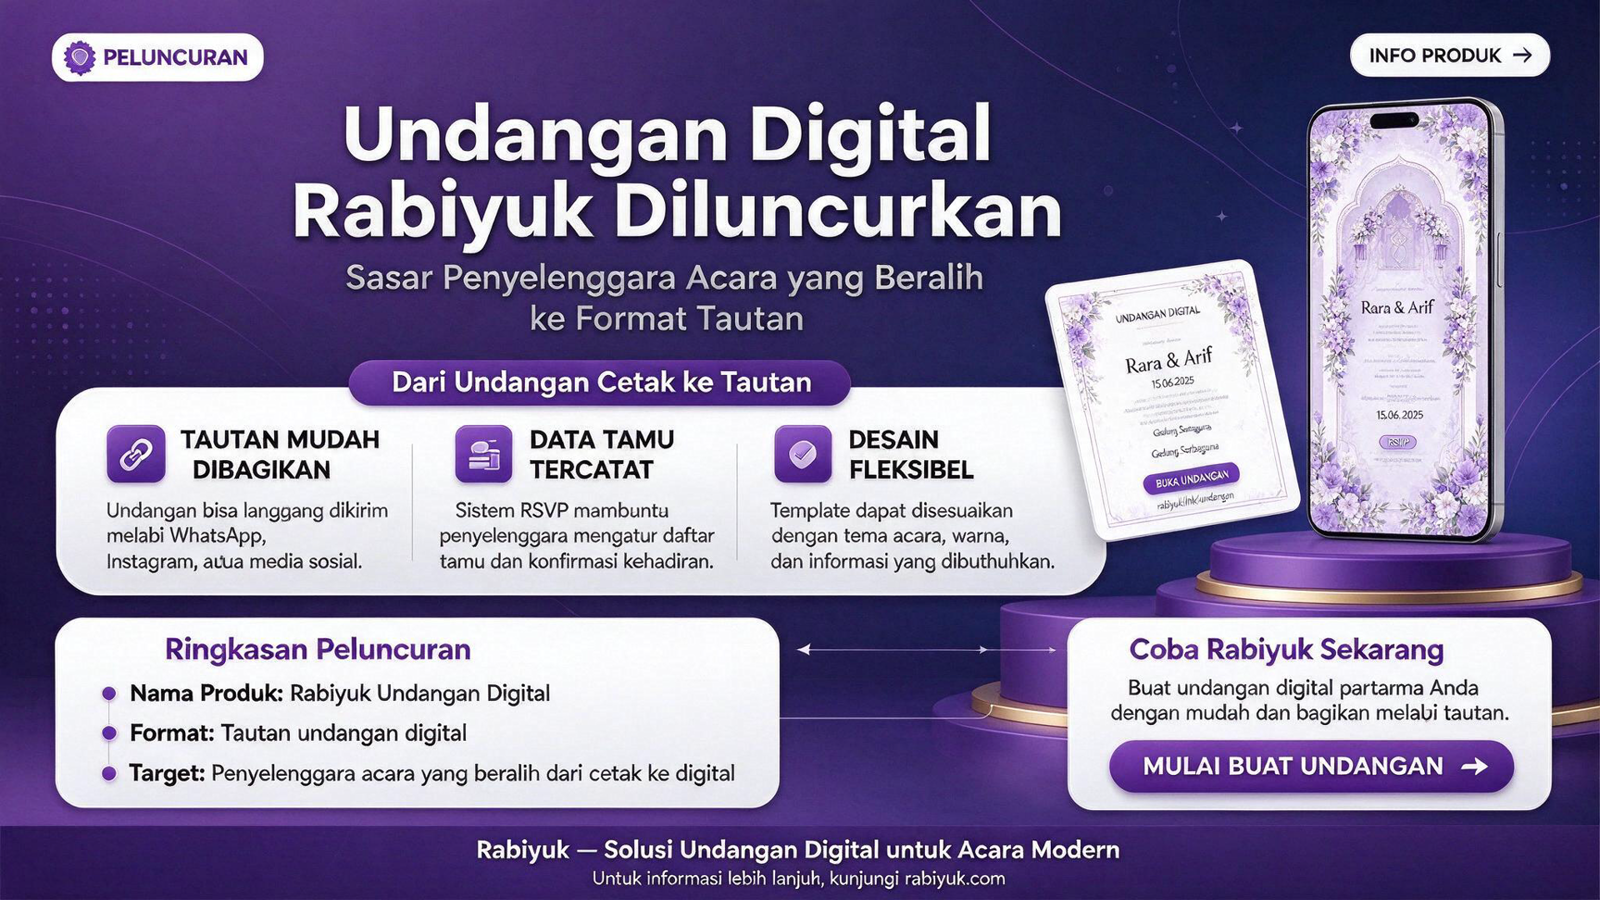 PELUNCURAN
INFO PRODUK →
Undangan Digital
Rabiyuk Diluncurkan
Sasar Penyelenggara Acara yang Beralih
ke Format Tautan
Dari Undangan Cetak ke Tautan
TAUTAN MUDAH
DIBAGIKAN
Undangan bisa langgang dikirim
melabi WhatsApp,
Instagram, atua media sosial.
DATA TAMU
TERCATAT
Sistem RSVP mambuntu
penyelenggara mengatur daftar
tamu dan konfirmasi kehadiran.
DESAIN
FLEKSIBEL
Template dapat disesuaikan
dengan tema acara, warna,
dan informasi yang dibuthuhkan.
UNDANGAN DIGITAL
Rara & Arif
15.06.2025
BUKA UNDANGAN
Rara & Arif
15.06.2025
RSVP
Ringkasan Peluncuran
Nama Produk: Rabiyuk Undangan Digital
Format: Tautan undangan digital
Target: Penyelenggara acara yang beralih dari cetak ke digital
Coba Rabiyuk Sekarang
Buat undangan digital partarma Anda
dengan mudah dan bagikan melabi tautan.
MULAI BUAT UNDANGAN →
Rabiyuk — Solusi Undangan Digital untuk Acara Modern
Untuk informasi lebih lanjuh, kunjungi rabiyuk.com